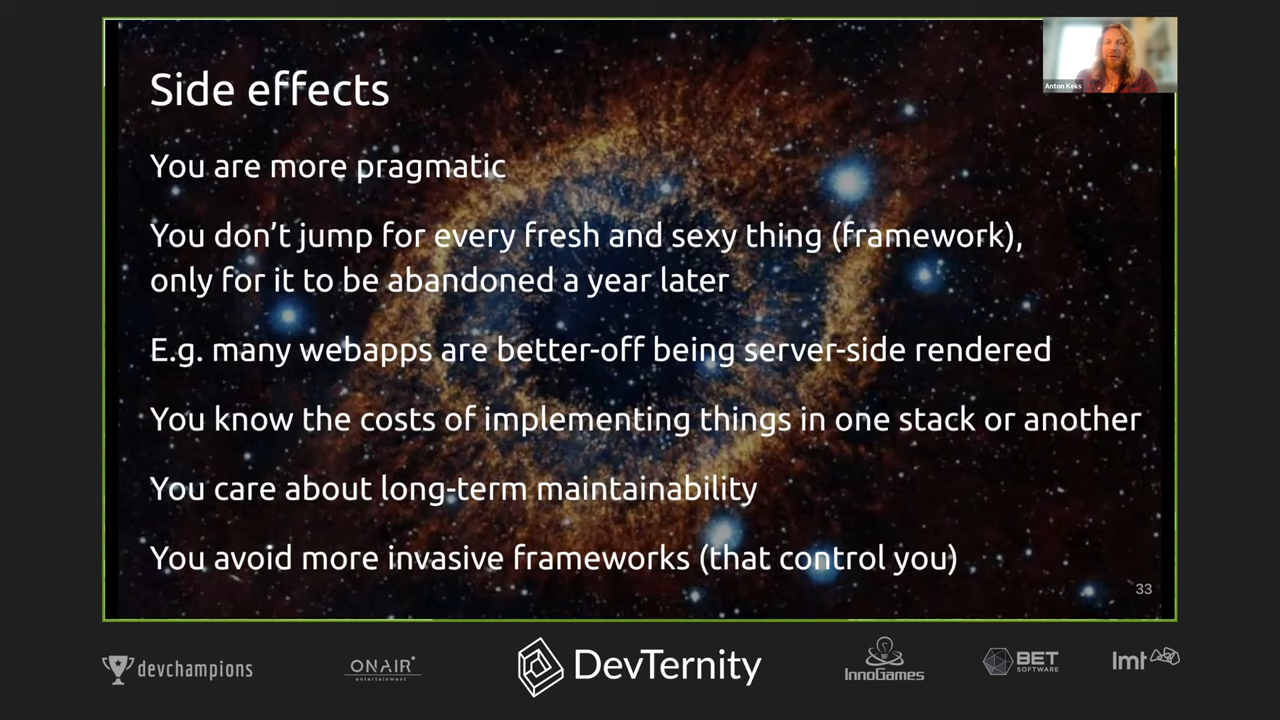 Side effects
Anton Keks
You are more pragmatic
You don't jump for every fresh and sexy thing (framework),
only for it to be abandoned a year later
E.g. many webapps are better-off being server-side rendered
You know the costs of implementing things in one stack or another
You care about long-term maintainability
You avoid more invasive frameworks (that control you)
33
devchampions
ONAIR
entertainment
DevTernity
InnoGames
BET
SOFTWARE
lmt